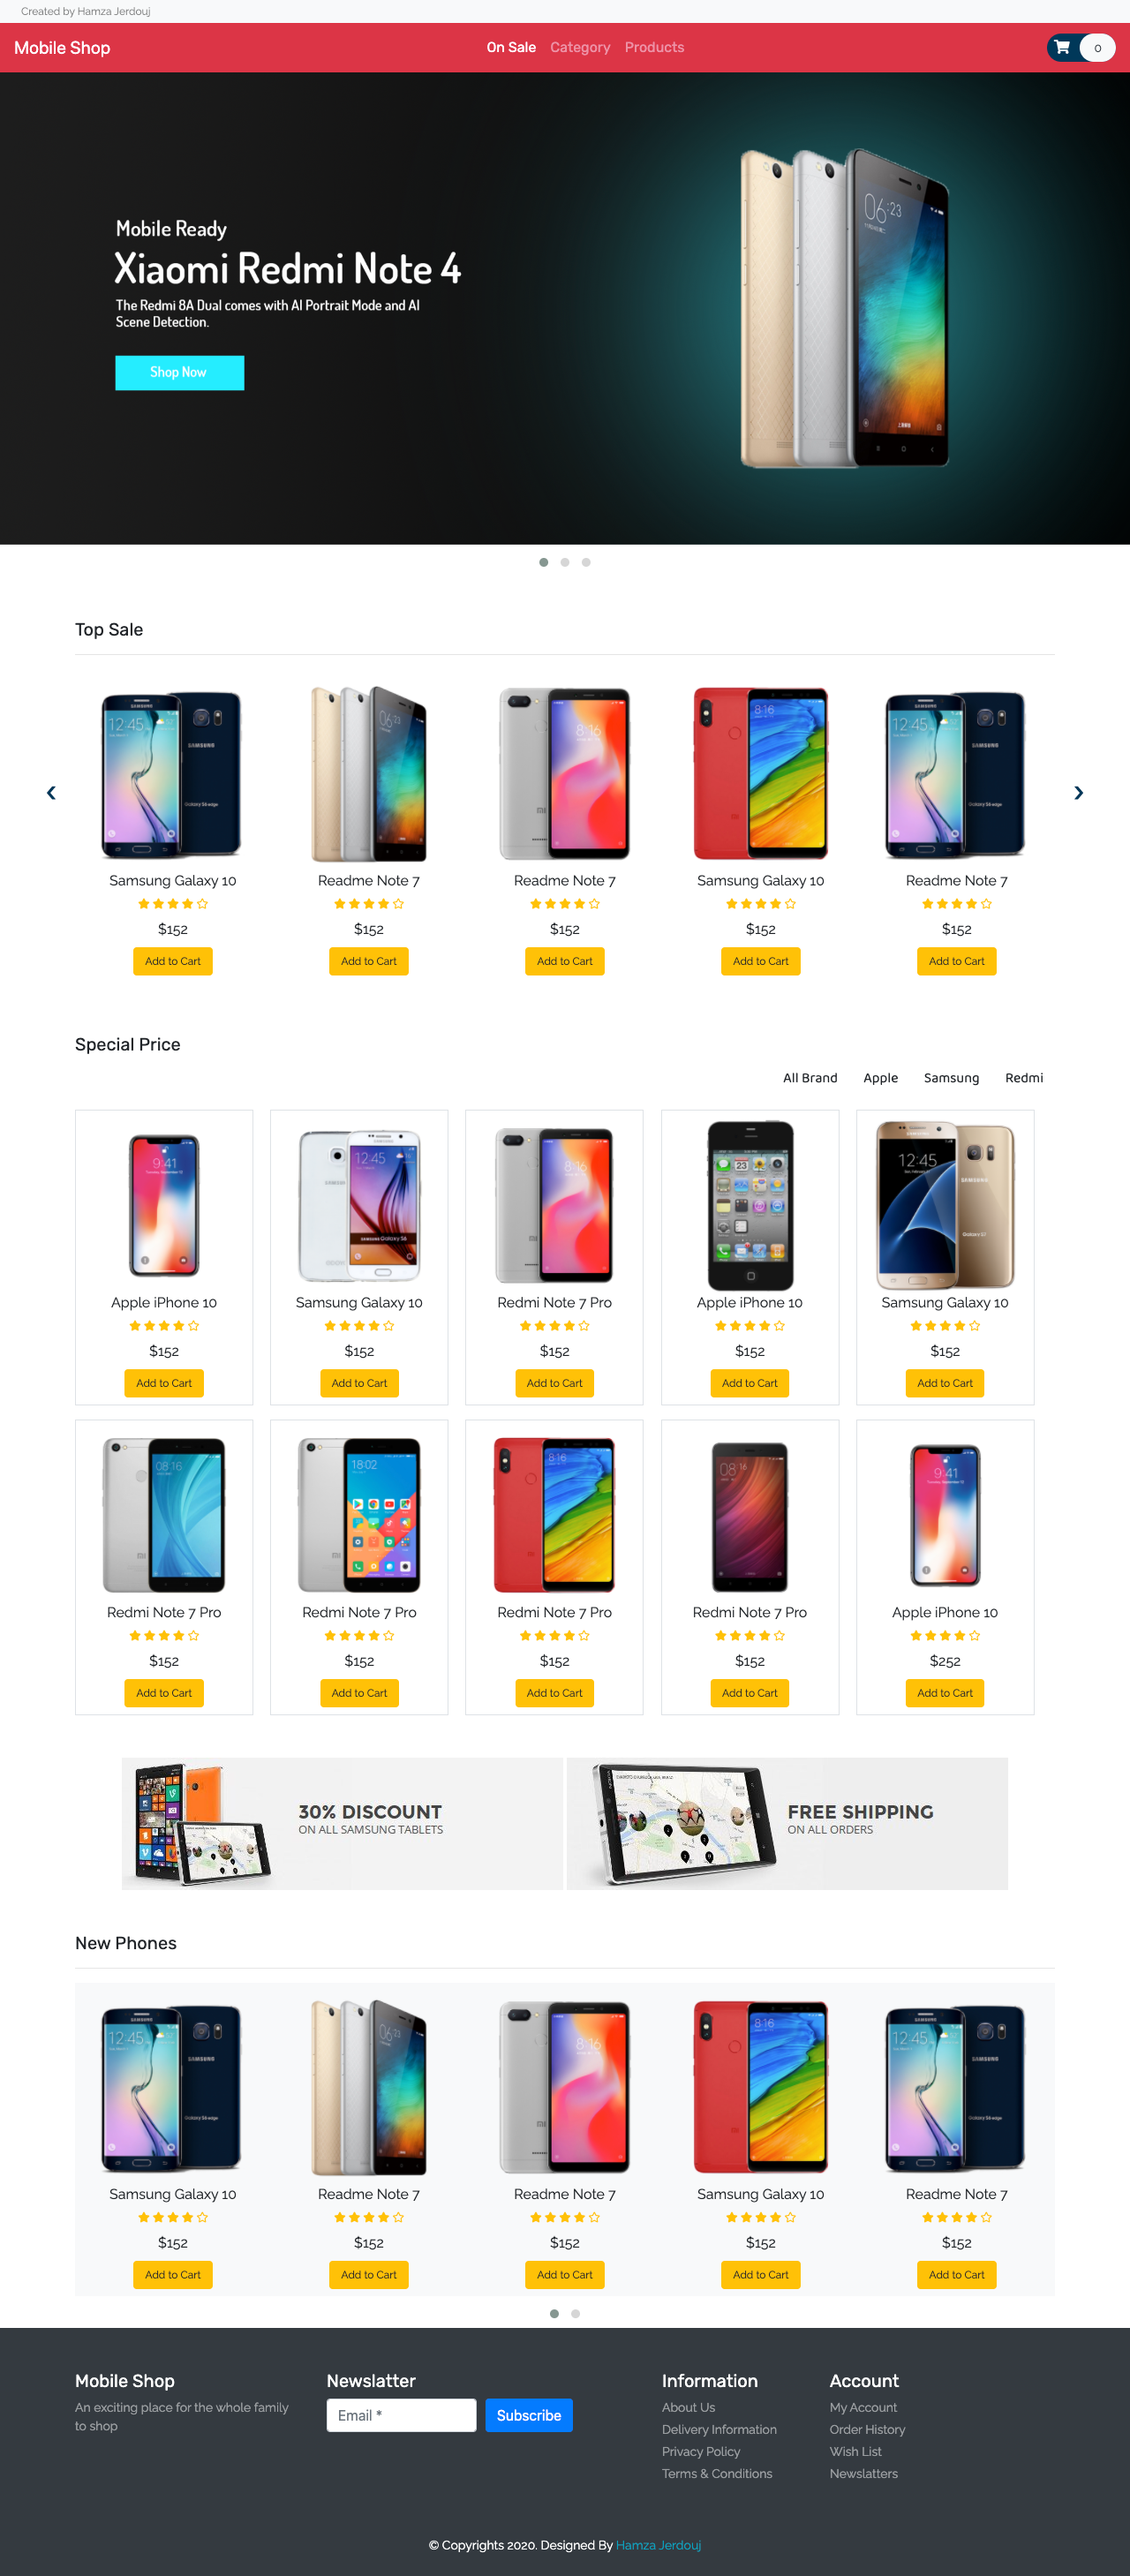 Created by Hamza Jerdouj
Mobile Shop
On Sale Category Products
0
Mobile Ready
Xiaomi Redmi Note 4
The Redmi 8A Dual comes with AI Portrait Mode and AI
Scene Detection.
Shop Now
06:23
Top Sale
Samsung Galaxy 10
Readme Note 7
Readme Note 7
Samsung Galaxy 10
Readme Note 7
$152
$152
$152
$152
$152
Add to Cart
Add to Cart
Add to Cart
Add to Cart
Add to Cart
Special Price
All Brand Apple Samsung Redmi
Apple iPhone 10
Samsung Galaxy 10
Redmi Note 7 Pro
Apple iPhone 10
Samsung Galaxy 10
$152
$152
$152
$152
$152
Add to Cart
Add to Cart
Add to Cart
Add to Cart
Add to Cart
Redmi Note 7 Pro
Redmi Note 7 Pro
Redmi Note 7 Pro
Redmi Note 7 Pro
Apple iPhone 10
$152
$152
$152
$152
$252
Add to Cart
Add to Cart
Add to Cart
Add to Cart
Add to Cart
30% DISCOUNT
ON ALL SAMSUNG TABLETS
FREE SHIPPING
ON ALL ORDERS
New Phones
Samsung Galaxy 10
Readme Note 7
Readme Note 7
Samsung Galaxy 10
Readme Note 7
$152
$152
$152
$152
$152
Add to Cart
Add to Cart
Add to Cart
Add to Cart
Add to Cart
Mobile Shop
An exciting place for the whole family
to shop
Newslatter
Email *
Subscribe
Information
About Us
Delivery Information
Privacy Policy
Terms & Conditions
Account
My Account
Order History
Wish List
Newslatters
© Copyrights 2020. Designed By Hamza Jerdouj